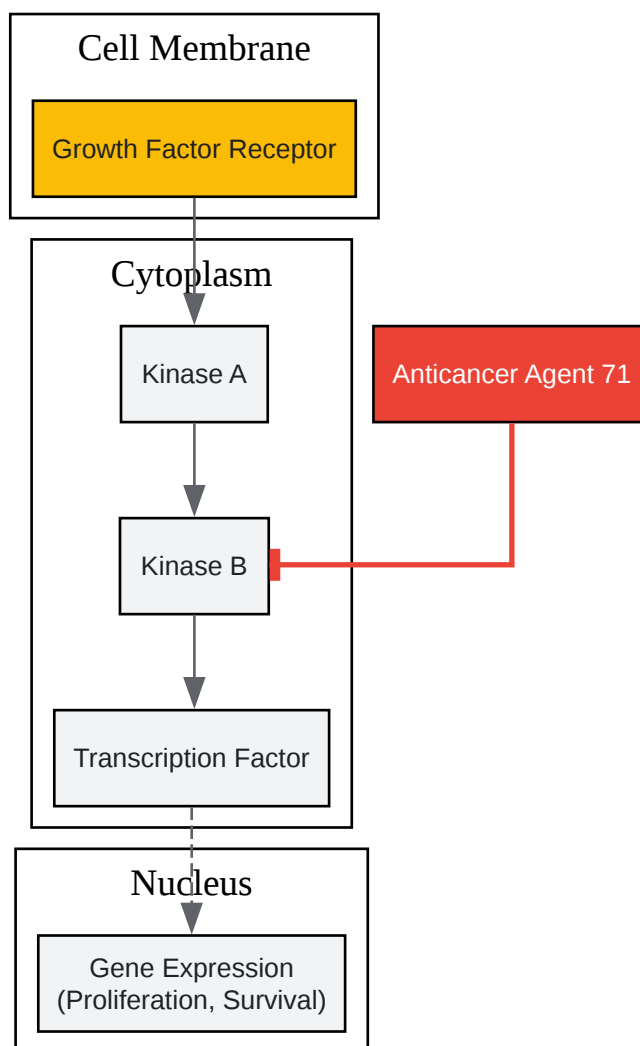 Cell Membrane
Growth Factor Receptor
Cytoplasm
Kinase A
Anticancer Agent 71
Kinase B
Transcription Factor
Nucleus
Gene Expression
(Proliferation, Survival)